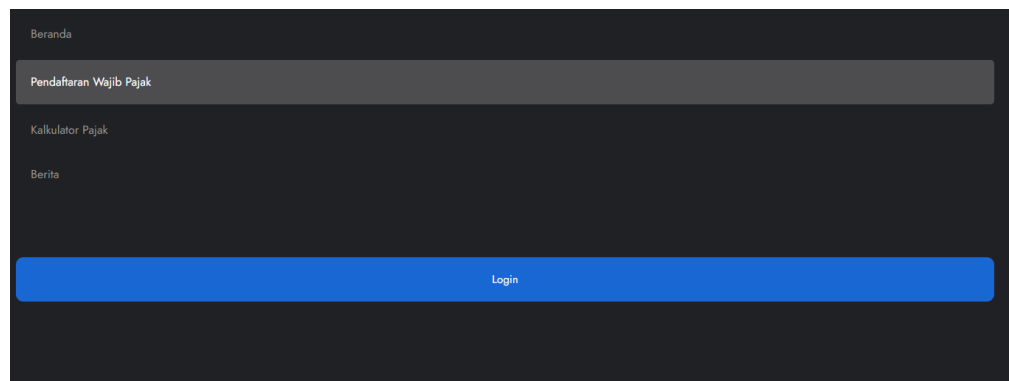 Beranda
Pendaftaran Wajib Pajak
Kalkulator Pajak
Berita
Login